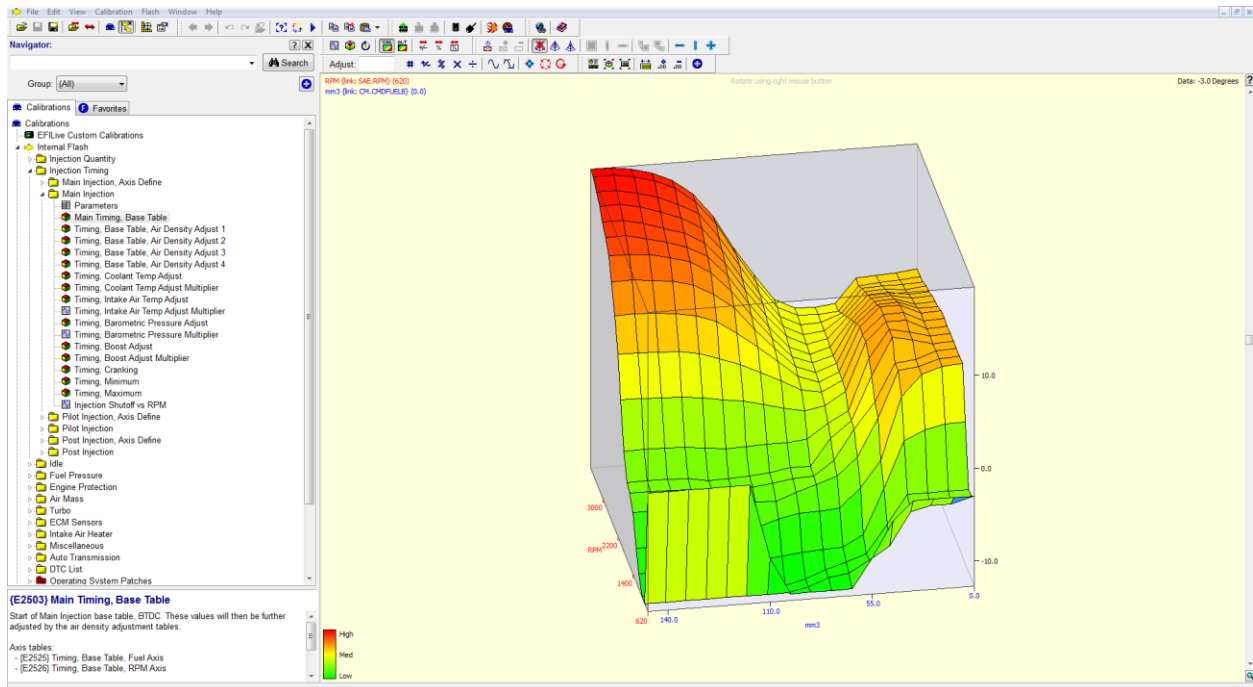 File Edit View Calibration Flash Window Help
Navigator:
Search
Group: (All)
Calibrations Favorites
Calibrations
EFILive Custom Calibrations
Internal Flash
Injection Quantity
Injection Timing
Main Injection, Axis Define
Main Injection
Parameters
Main Timing, Base Table
Timing, Base Table, Air Density Adjust 1
Timing, Base Table, Air Density Adjust 2
Timing, Base Table, Air Density Adjust 3
Timing, Base Table, Air Density Adjust 4
Timing, Coolant Temp Adjust
Timing, Coolant Temp Adjust Multiplier
Timing, Intake Air Temp Adjust
Timing, Intake Air Temp Adjust Multiplier
Timing, Barometric Pressure Adjust
Timing, Barometric Pressure Multiplier
Timing, Boost Adjust
Timing, Boost Adjust Multiplier
Timing, Cranking
Timing, Minimum
Timing, Maximum
Injection Shutoff vs RPM
Pilot Injection, Axis Define
Pilot Injection
Post Injection, Axis Define
Post Injection
Idle
Fuel Pressure
Engine Protection
Air Mass
Turbo
ECM Sensors
Intake Air Heater
Miscellaneous
Auto Transmission
DTC List
Operating System Patches
{E2503} Main Timing, Base Table
Start of Main Injection base table, BTDC. These values will then be further
adjusted by the air density adjustment tables.
Axis tables:
- {E2525} Timing, Base Table, Fuel Axis
- {E2526} Timing, Base Table, RPM Axis
Adjust:
RPM {link: SAE.RPM} (620)
mm3 {link: CM.CMDFUELB} (0.0)
Rotate using right mouse button
Data: -3.0 Degrees
10.0
0.0
-10.0
3000
RPM 2200
1400
620 140.0 110.0 55.0 0.0
mm3
High
Med
Low